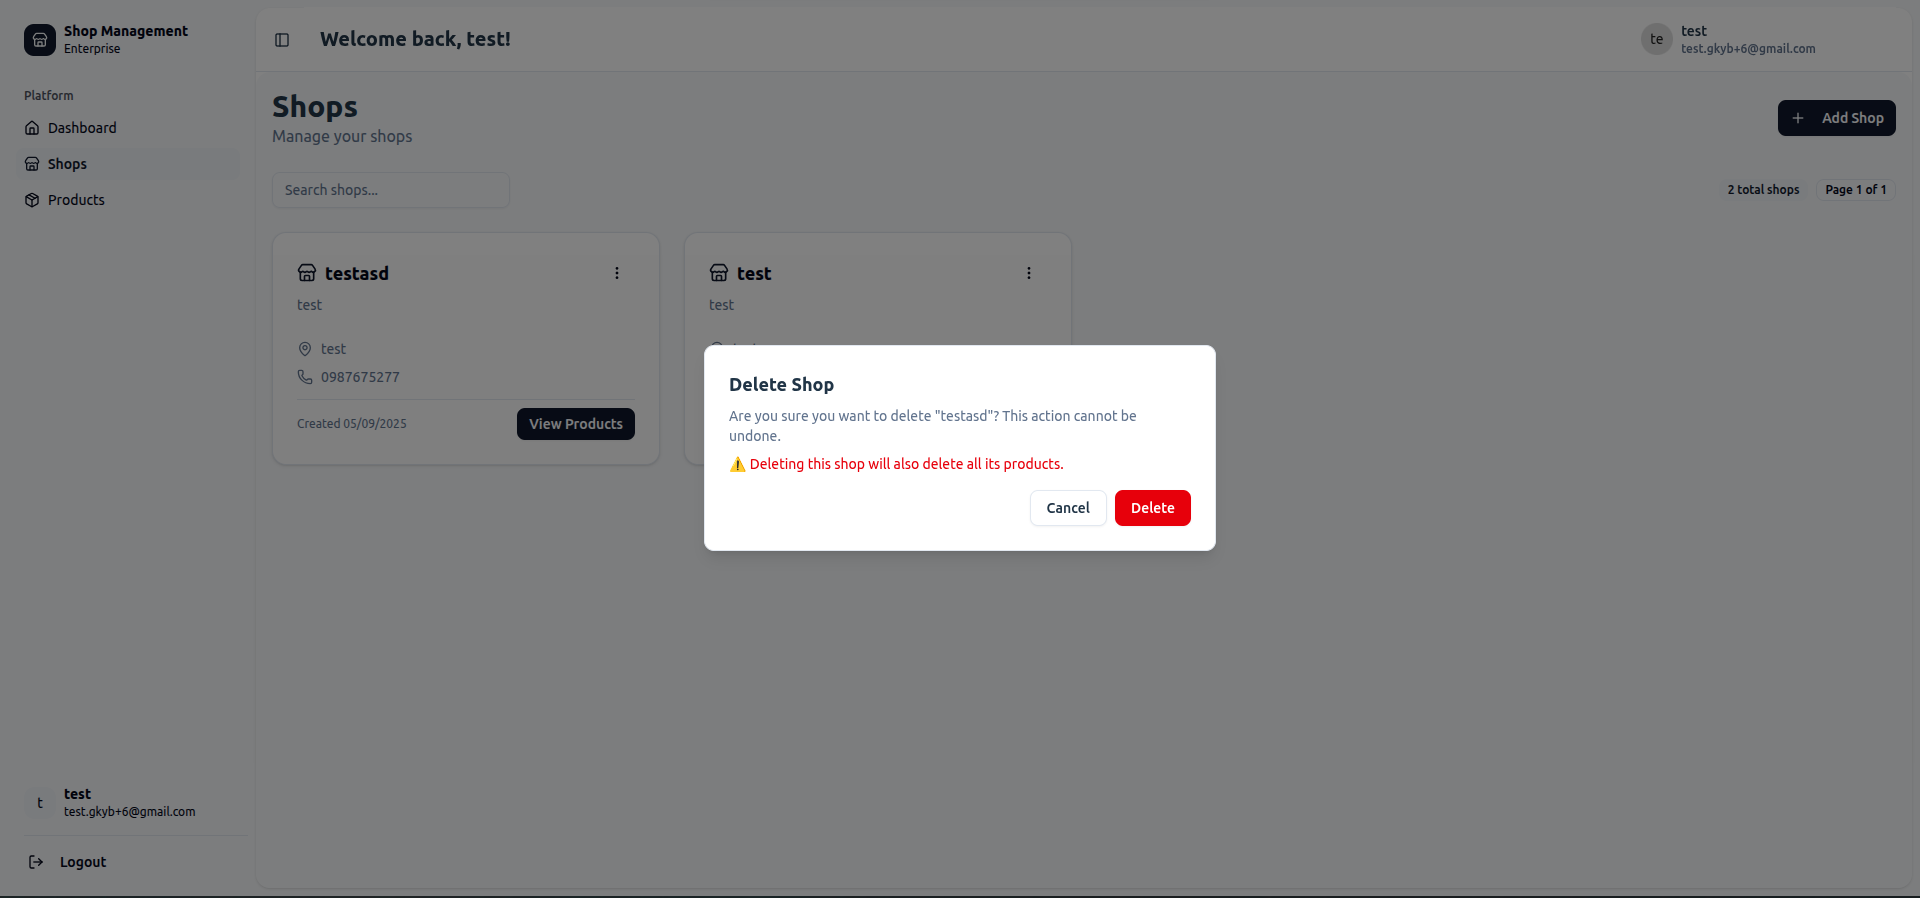 Shop Management
Enterprise
Platform
Dashboard
Shops
Products
test
test.gkyb+6@gmail.com
Logout
Welcome back, test!
te
test
test.gkyb+6@gmail.com
Shops
Manage your shops
+ Add Shop
Search shops...
2 total shops
Page 1 of 1
testasd
test
test
0987675277
Created 05/09/2025
View Products
test
test
Delete Shop
Are you sure you want to delete "testasd"? This action cannot be
undone.
⚠️ Deleting this shop will also delete all its products.
Cancel
Delete
t